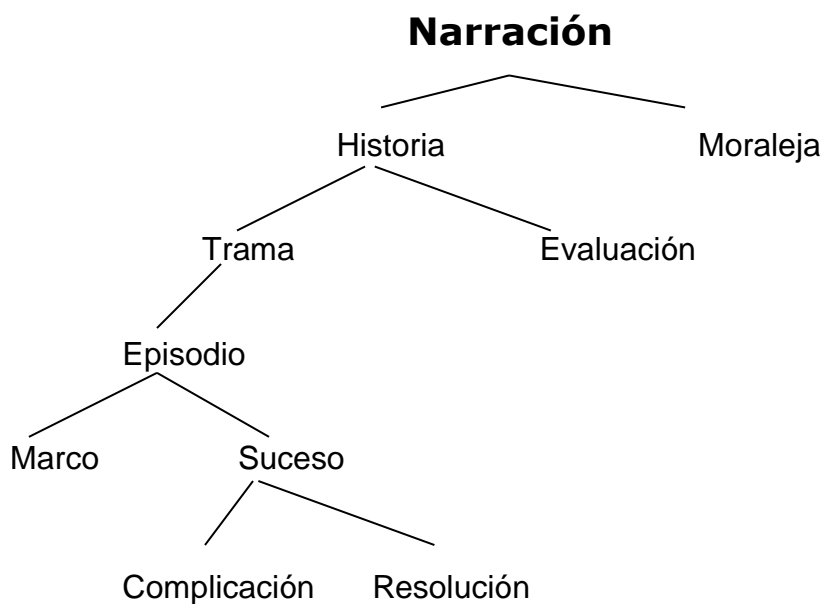 Narración
Historia Moraleja
Trama Evaluación
Episodio
Marco Suceso
Complicación Resolución